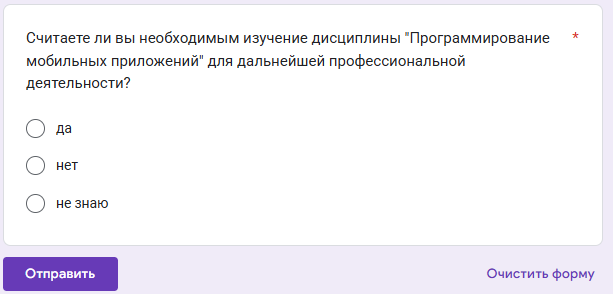 Считаете ли вы необходимым изучение дисциплины "Программирование *
мобильных приложений" для дальнейшей профессиональной
деятельности?
да
нет
не знаю
Отправить
Очистить форму